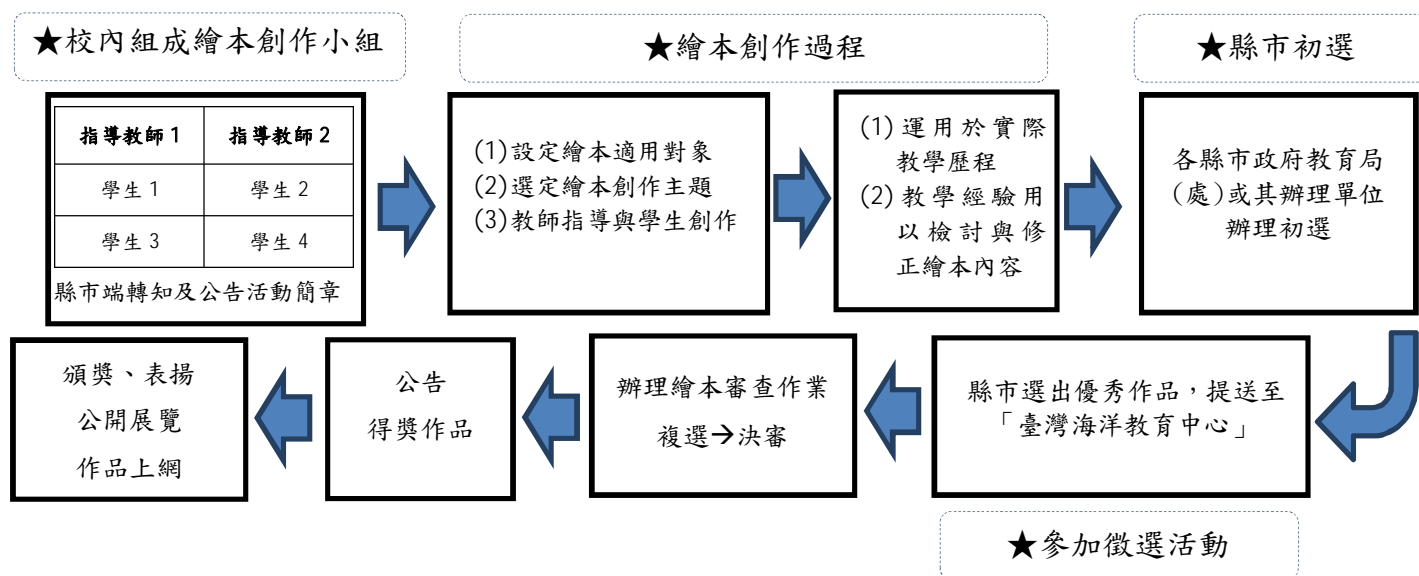 ★校內組成繪本創作小組
★繪本創作過程
★縣市初選
指導教師 1 指導教師 2
學生 1 學生 2
學生 3 學生 4
縣市端轉知及公告活動簡章
(1)設定繪本適用對象
(2)選定繪本創作主題
(3)教師指導與學生創作
(1)運用於實際
教學歷程
(2)教學經驗用
以檢討與修
正繪本內容
各縣市政府教育局
(處)或其辦理單位
辦理初選
縣市選出優秀作品，提送至
「臺灣海洋教育中心」
辦理繪本審查作業
複選→決審
公告
得獎作品
頒獎、表揚
公開展覽
作品上網
★參加徵選活動